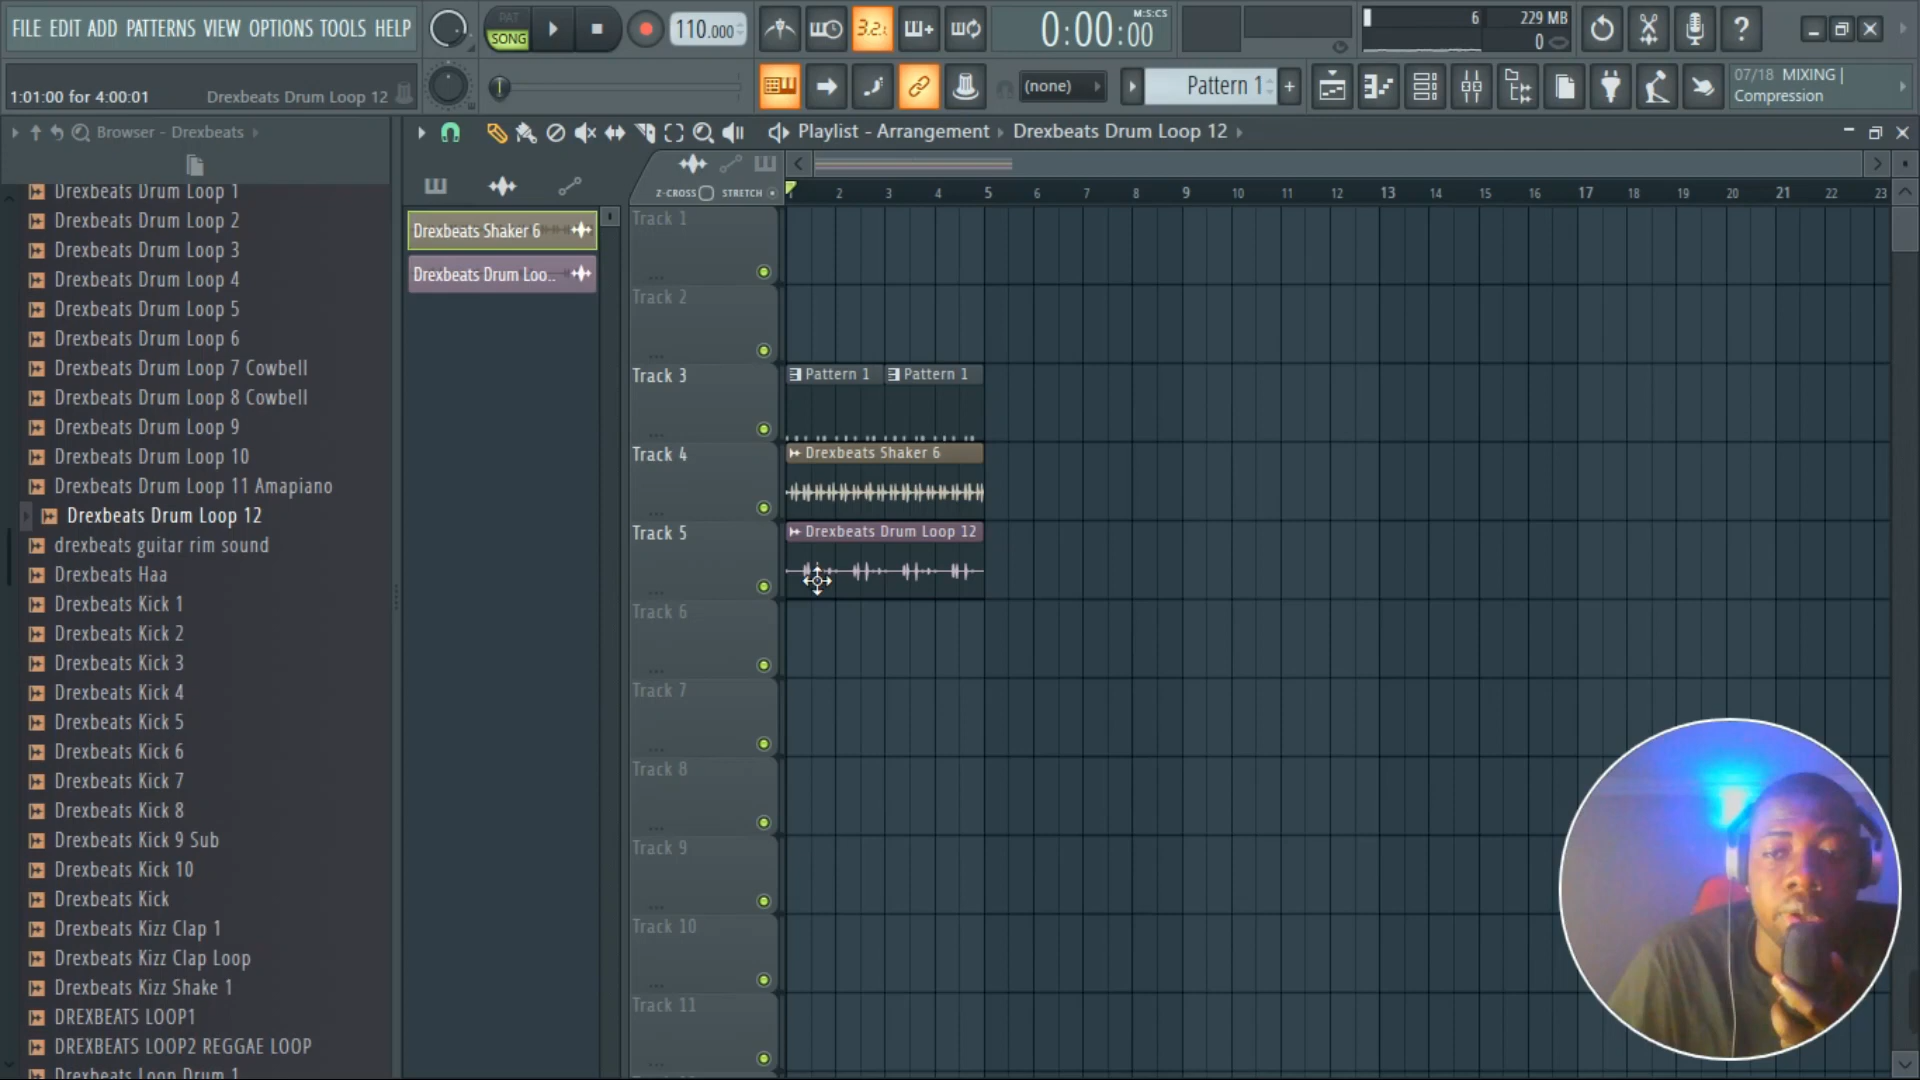 FILE EDIT ADD PATTERNS VIEW OPTIONS TOOLS HELP
PAT
SONG
110.000
3.2.
0:00:00
M:S:CS
6
229 MB
0
1:01:00 for 4:00:01
Drexbeats Drum Loop 12
(none)
Pattern 1
07/18 MIXING |
Compression
Browser - Drexbeats
Playlist - Arrangement
Drexbeats Drum Loop 12
Z-CROSS
STRETCH
1 2 3 4 5 6 7 8 9 10 11 12 13 14 15 16 17 18 19 20 21 22 23
Drexbeats Drum Loop 1
Drexbeats Drum Loop 2
Drexbeats Drum Loop 3
Drexbeats Drum Loop 4
Drexbeats Drum Loop 5
Drexbeats Drum Loop 6
Drexbeats Drum Loop 7 Cowbell
Drexbeats Drum Loop 8 Cowbell
Drexbeats Drum Loop 9
Drexbeats Drum Loop 10
Drexbeats Drum Loop 11 Amapiano
Drexbeats Drum Loop 12
drexbeats guitar rim sound
Drexbeats Haa
Drexbeats Kick 1
Drexbeats Kick 2
Drexbeats Kick 3
Drexbeats Kick 4
Drexbeats Kick 5
Drexbeats Kick 6
Drexbeats Kick 7
Drexbeats Kick 8
Drexbeats Kick 9 Sub
Drexbeats Kick 10
Drexbeats Kick
Drexbeats Kizz Clap 1
Drexbeats Kizz Clap Loop
Drexbeats Kizz Shake 1
DREXBEATS LOOP1
DREXBEATS LOOP2 REGGAE LOOP
Drexbeats Loop Drum 1
Drexbeats Shaker 6
Drexbeats Drum Loo..
Track 1
Track 2
Track 3
Pattern 1
Pattern 1
Track 4
Drexbeats Shaker 6
Track 5
Drexbeats Drum Loop 12
Track 6
Track 7
Track 8
Track 9
Track 10
Track 11